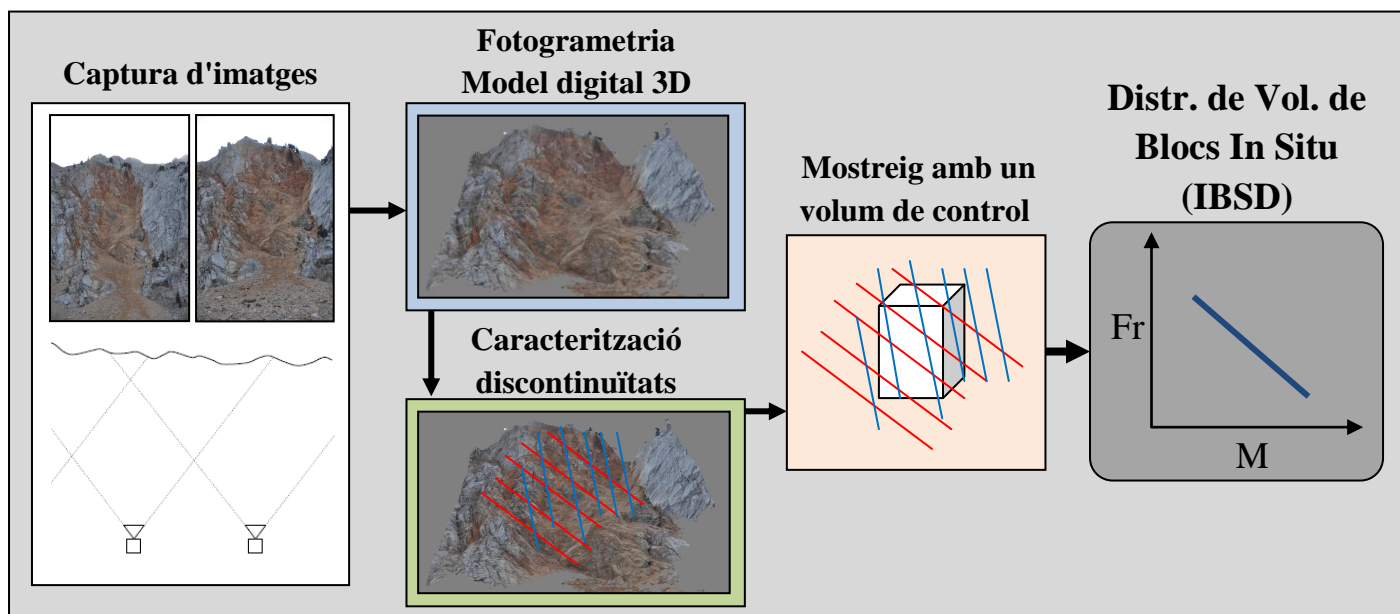 Captura d'imatges
Fotogrametria
Model digital 3D
Caracterització
discontinuïtats
Mostreig amb un
volum de control
Distr. de Vol. de
Blocs In Situ
(IBSD)
Fr
M